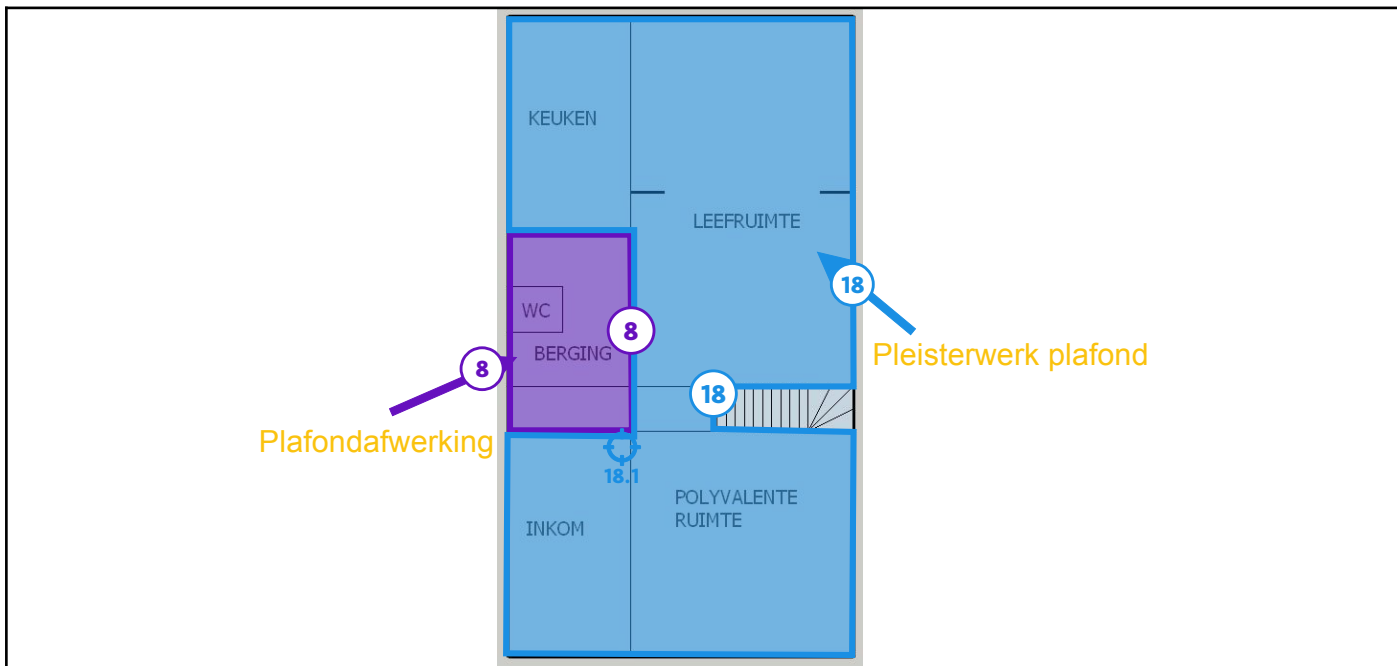 KEUKEN
LEEFRUIMTE
18
WC
8
BERGING
8
Pleisterwerk plafond
18
Plafondafwerking
18.1
POLYVALENTE
RUIMTE
INKOM